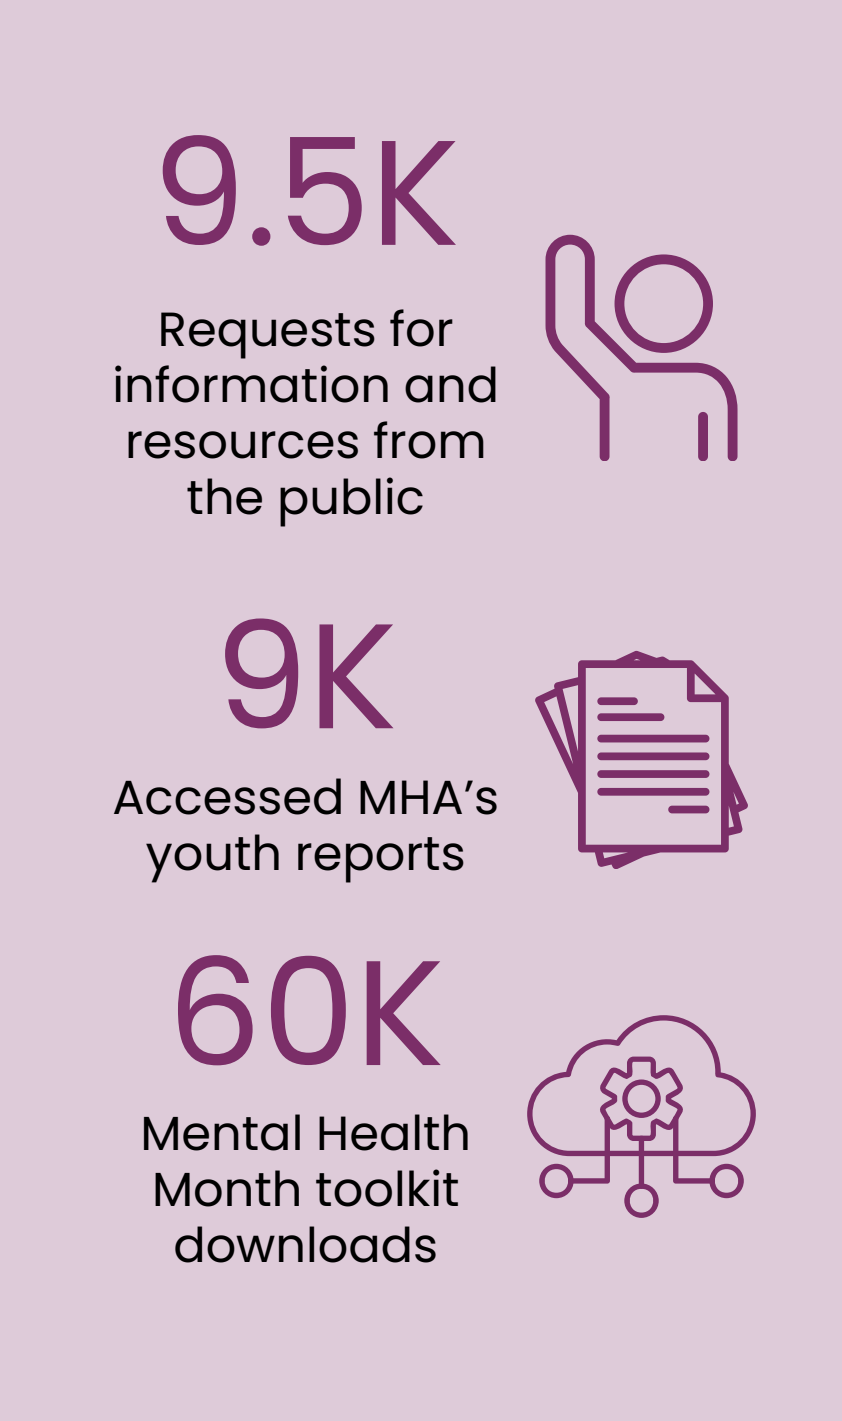 9.5K
Requests for
information and
resources from
the public
9K
Accessed MHA’s
youth reports
60K
Mental Health
Month toolkit
downloads